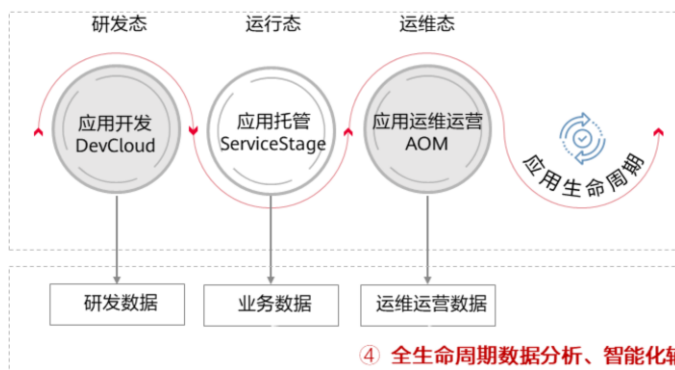 研发态
运行态
运维态
应用开发
DevCloud
应用托管
ServiceStage
应用运维运营
AOM
应用生命周期
研发数据
业务数据
运维运营数据
④ 全生命周期数据分析、智能化